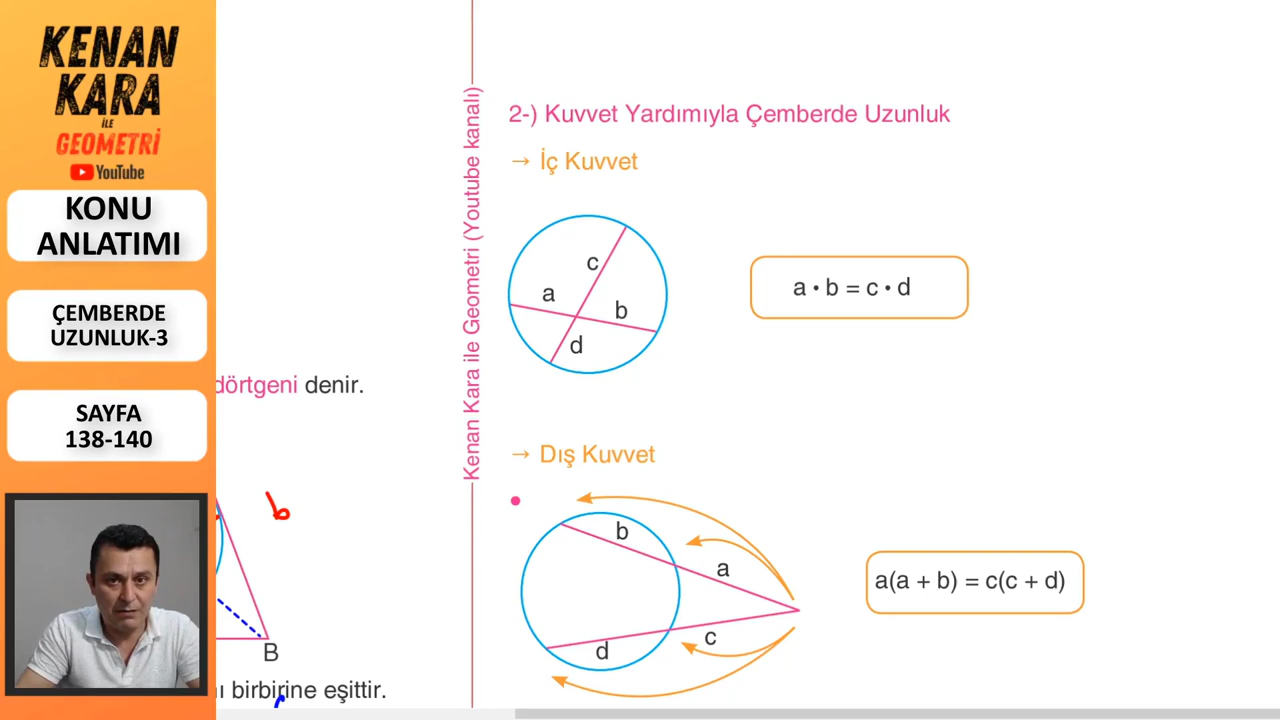 KENAN
KARA
İLE
GEOMETRİ
YouTube
KONU
ANLATIMI
ÇEMBERDE
UZUNLUK-3
SAYFA
138-140
dörtgeni denir.
b
B
birbirine eşittir.
Kenan Kara ile Geometri (Youtube kanalı)
2-) Kuvvet Yardımıyla Çemberde Uzunluk
→ İç Kuvvet
c
a
b
d
a • b = c • d
→ Dış Kuvvet
b
a
c
d
a(a + b) = c(c + d)